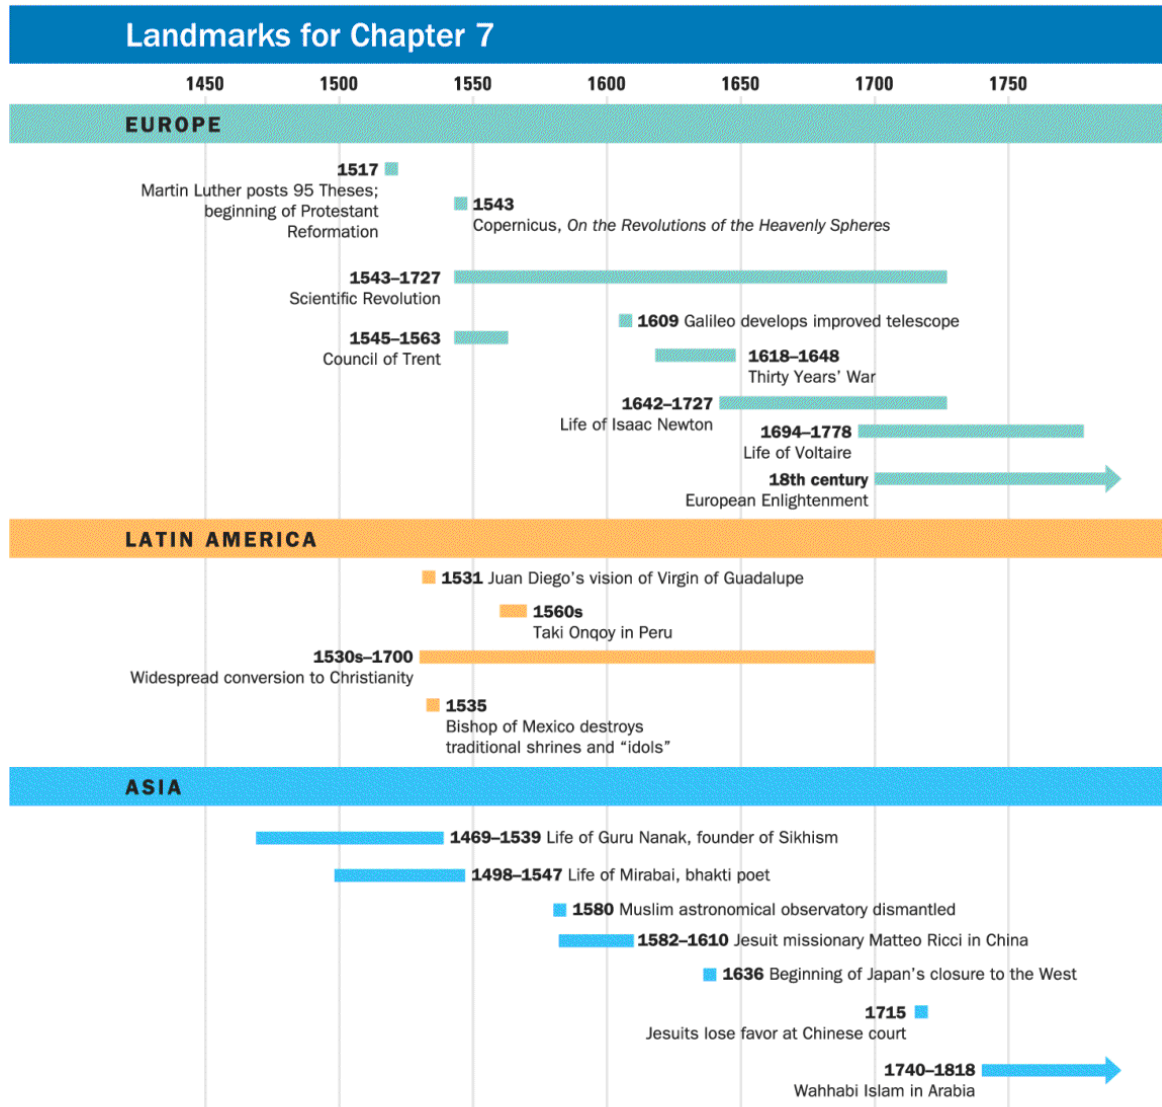 Landmarks for Chapter 7
1450 1500 1550 1600 1650 1700 1750
EUROPE
1517
Martin Luther posts 95 Theses;
beginning of Protestant
Reformation
1543
Copernicus, On the Revolutions of the Heavenly Spheres
1543–1727
Scientific Revolution
1609 Galileo develops improved telescope
1545–1563
Council of Trent
1618–1648
Thirty Years’ War
1642–1727
Life of Isaac Newton
1694–1778
Life of Voltaire
18th century
European Enlightenment
LATIN AMERICA
1531 Juan Diego’s vision of Virgin of Guadalupe
1560s
Taki Onqoy in Peru
1530s–1700
Widespread conversion to Christianity
1535
Bishop of Mexico destroys
traditional shrines and “idols”
ASIA
1469–1539 Life of Guru Nanak, founder of Sikhism
1498–1547 Life of Mirabai, bhakti poet
1580 Muslim astronomical observatory dismantled
1582–1610 Jesuit missionary Matteo Ricci in China
1636 Beginning of Japan’s closure to the West
1715
Jesuits lose favor at Chinese court
1740–1818
Wahhabi Islam in Arabia